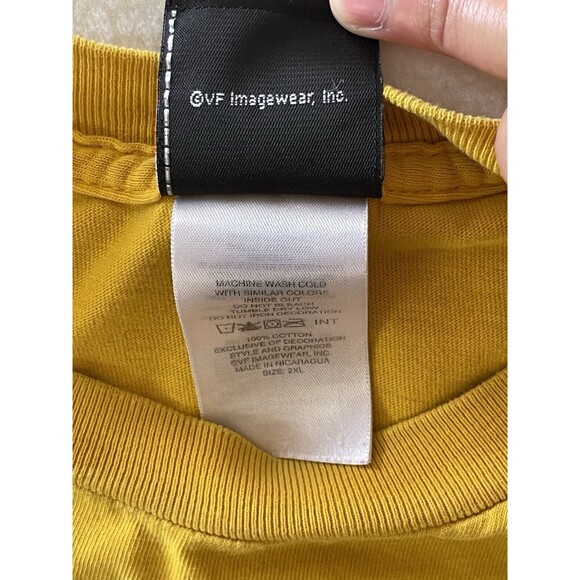 ©VF Imagewear, Inc.
MACHINE WASH COLD
WITH SIMILAR COLORS
INSIDE OUT
DO NOT BLEACH
TUMBLE DRY LOW
DO NOT IRON DECORATION
INT
100% COTTON
EXCLUSIVE OF DECORATION
STYLE AND GRAPHICS
©VF IMAGEWEAR, INC.
MADE IN NICARAGUA
SIZE: 2XL